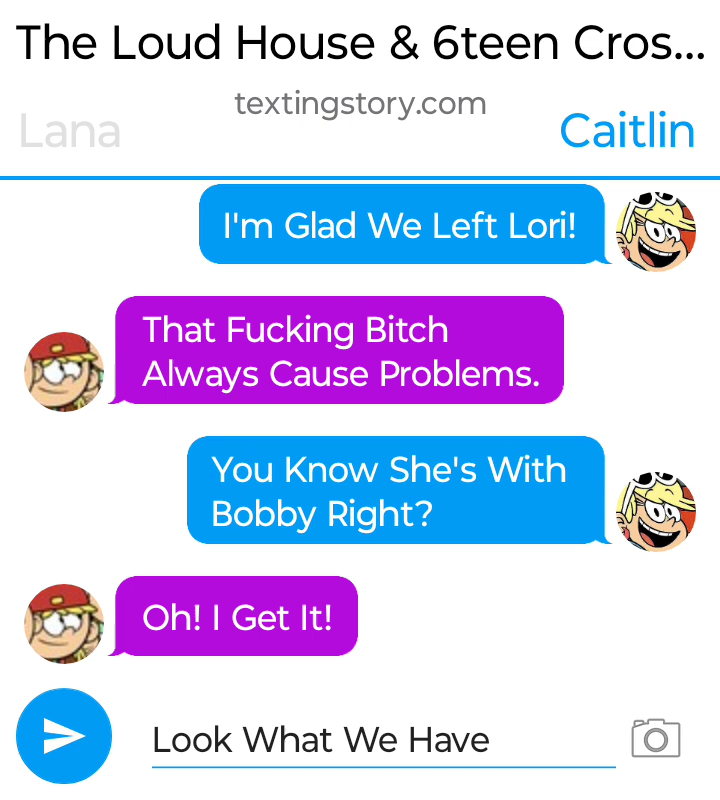 The Loud House & 6teen Cros...
textingstory.com
Lana
Caitlin
I'm Glad We Left Lori!
That Fucking Bitch
Always Cause Problems.
You Know She's With
Bobby Right?
Oh! I Get It!
Look What We Have